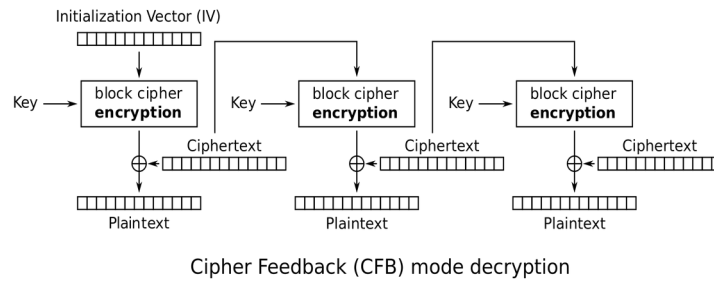 Initialization Vector (IV)
block cipher
encryption
Key
block cipher
encryption
Key
block cipher
encryption
Key
Ciphertext
Ciphertext
Ciphertext
Plaintext
Plaintext
Plaintext
Cipher Feedback (CFB) mode decryption